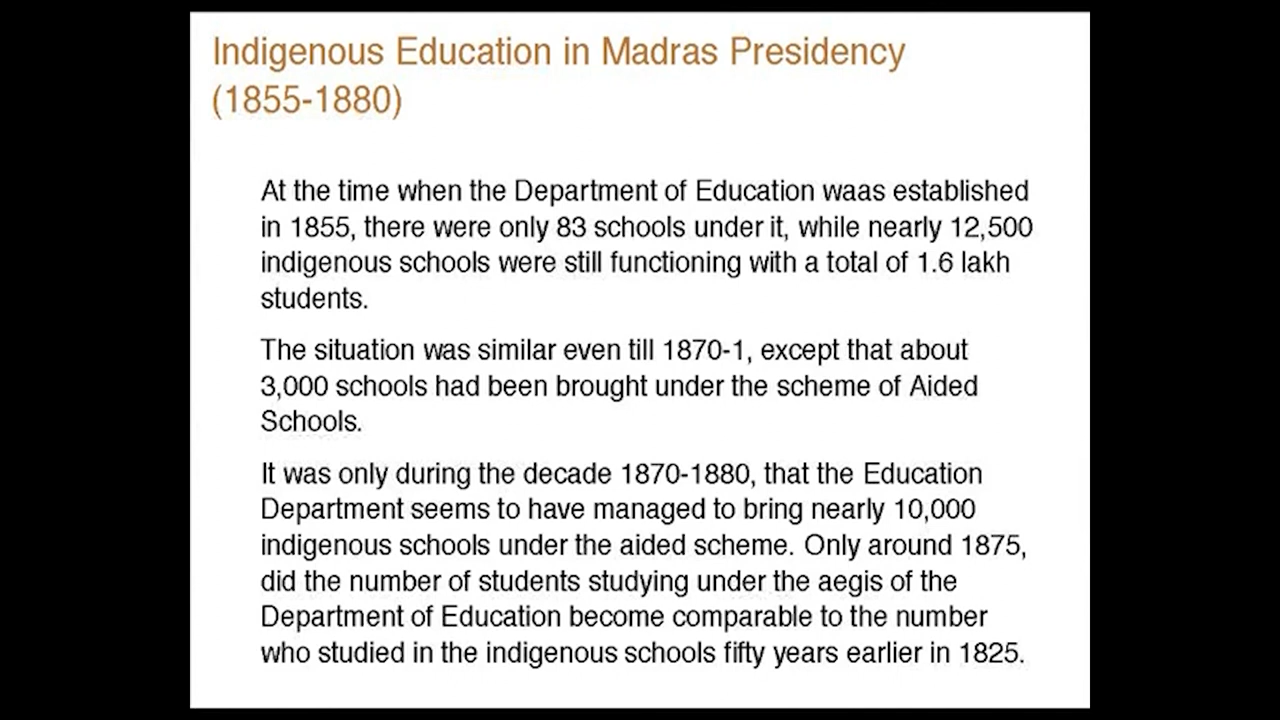 Indigenous Education in Madras Presidency
(1855-1880)
At the time when the Department of Education waas established
in 1855, there were only 83 schools under it, while nearly 12,500
indigenous schools were still functioning with a total of 1.6 lakh
students.
The situation was similar even till 1870-1, except that about
3,000 schools had been brought under the scheme of Aided
Schools.
It was only during the decade 1870-1880, that the Education
Department seems to have managed to bring nearly 10,000
indigenous schools under the aided scheme. Only around 1875,
did the number of students studying under the aegis of the
Department of Education become comparable to the number
who studied in the indigenous schools fifty years earlier in 1825.